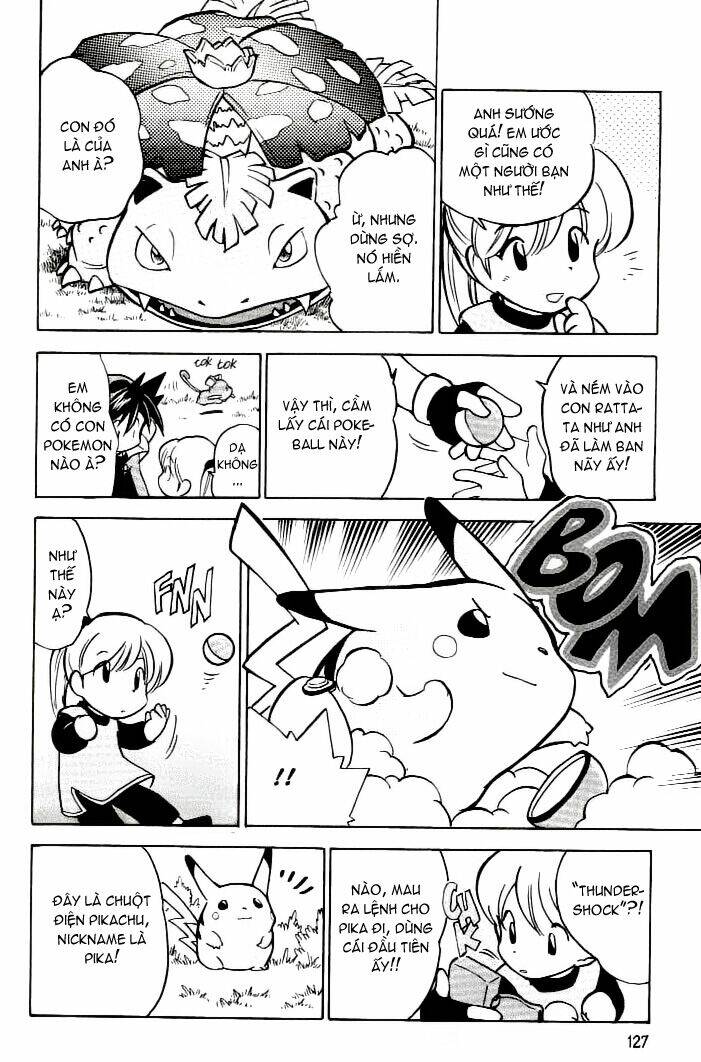 CON ĐÓ
LÀ CỦA
ANH À?
Ừ, NHƯNG
DÙNG SỢ.
NÓ HIỀN
LẮM.
ANH SƯỚNG
QUÁ! EM ƯỚC
GÌ CŨNG CÓ
MỘT NGƯỜI BẠN
NHƯ THẾ!
EM
KHÔNG
CÓ CON
POKEMON
NÀO À?
tok tok
DẠ
KHÔNG
...
VẬY THÌ, CẦM
LẤY CÁI POKE-
BALL NÀY!
VÀ NÉM VÀO
CON RATTA-
TA NHƯ ANH
ĐÃ LÀM BAN
NÃY ẤY!
NHƯ
THẾ
NÀY
Ạ?
FNN
!!
BOM
ĐÂY LÀ CHUỘT
ĐIỆN PIKACHU,
NICKNAME LÀ
PIKA!
NÀO, MAU
RA LỆNH CHO
PIKA ĐI, DÙNG
CÁI ĐẦU TIÊN
ẤY!!
"THUNDER-
SHOCK"?!
127